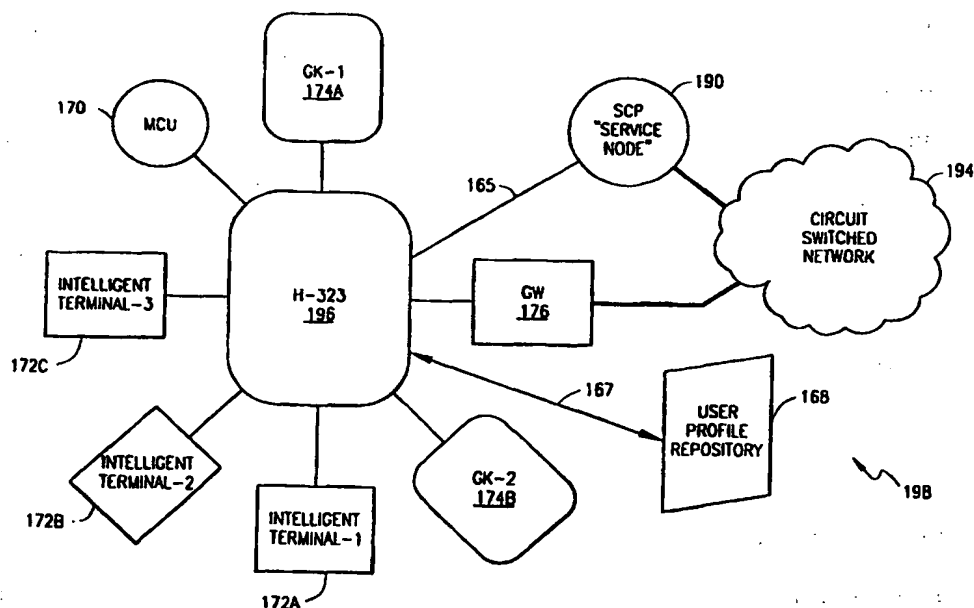 GK-1
174A
170
MCU
190
SCP
"SERVICE
NODE"
165
194
CIRCUIT
SWITCHED
NETWORK
INTELLIGENT
TERMINAL-3
172C
H-323
196
GW
176
167
168
USER
PROFILE
REPOSITORY
INTELLIGENT
TERMINAL-2
172B
GK-2
174B
19B
INTELLIGENT
TERMINAL-1
172A